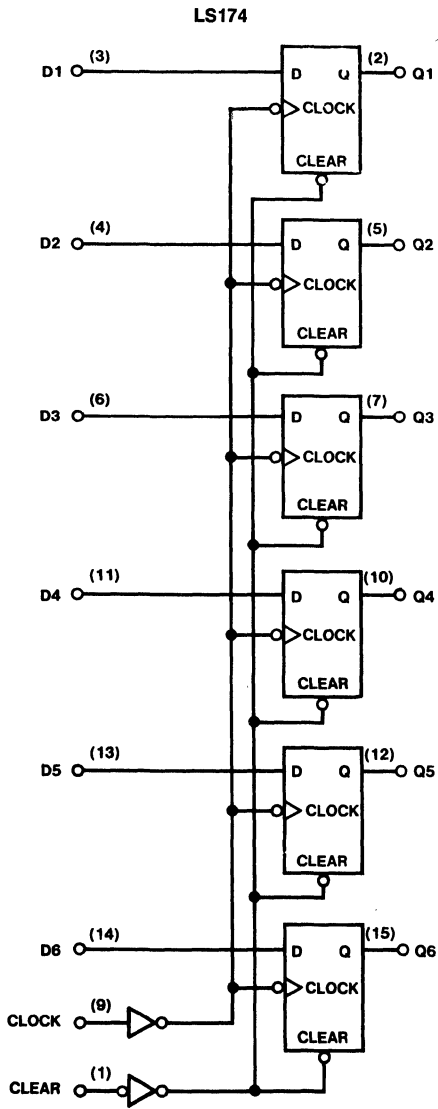 LS174
D1 (3) D Q (2) Q1
CLOCK
CLEAR
D2 (4) D Q (5) Q2
CLOCK
CLEAR
D3 (6) D Q (7) Q3
CLOCK
CLEAR
D4 (11) D Q (10) Q4
CLOCK
CLEAR
D5 (13) D Q (12) Q5
CLOCK
CLEAR
D6 (14) D Q (15) Q6
CLOCK
CLOCK (9)
CLEAR
CLEAR (1)